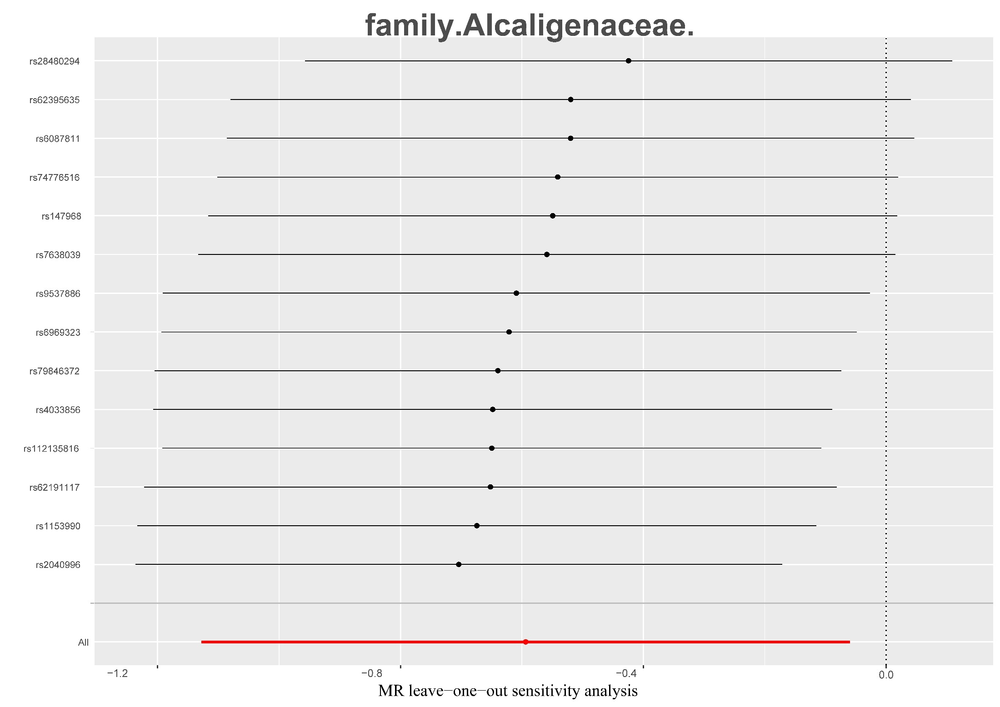 family.Alcaligenaceae.
rs28480294
rs62395635
rs6087811
rs74776516
rs147968
rs7638039
rs9537886
rs6969323
rs79846372
rs4033856
rs112135816
rs62191117
rs1153990
rs2040996
All
−1.2 −0.8 −0.4 0.0
MR leave−one−out sensitivity analysis